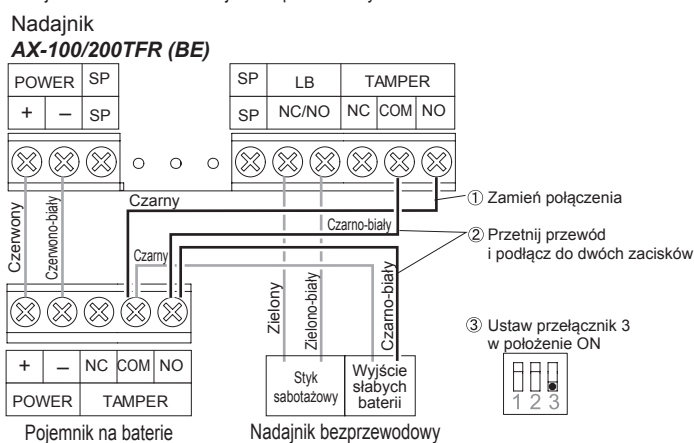 Nadajnik
AX-100/200TFR (BE)
POWER SP SP LB TAMPER
+ – SP SP NC/NO NC COM NO
Czarny
① Zamień połączenia
Czarno-biały
② Przetnij przewód
i podłącz do dwóch zacisków
Czerwony
Czerwono-biały
Czarny
Zielony
Zielono-biały
Czarno-biały
③ Ustaw przełącznik 3
w położenie ON
1 2 3
+ – NC COM NO
POWER TAMPER
Styk
sabotażowy
Wyjście
słabych
baterii
Pojemnik na baterie
Nadajnik bezprzewodowy